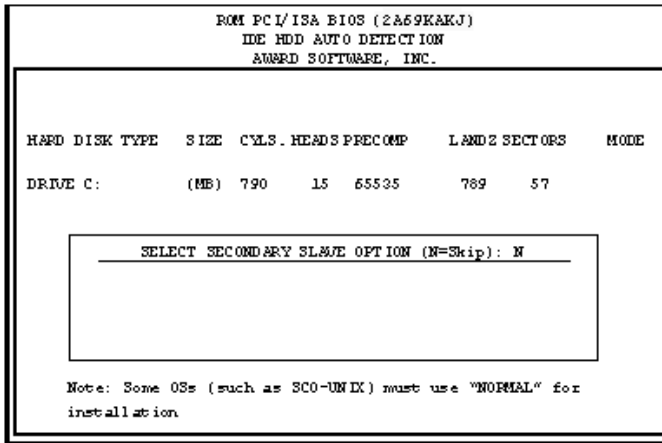 ROM PCI/ISA BIOS (2A69KAKJ)
IDE HDD AUTO DETECTION
AWARD SOFTWARE, INC.
HARD DISK TYPE SIZE CYLS. HEADS PRECOMP LANDZ SECTORS MODE
DRIVE C: (MB) 790 15 65535 789 57
SELECT SECONDARY SLAVE OPTION (N=Skip): N
Note: Some OSs (such as SCO-UNIX) must use "NORMAL" for
installation